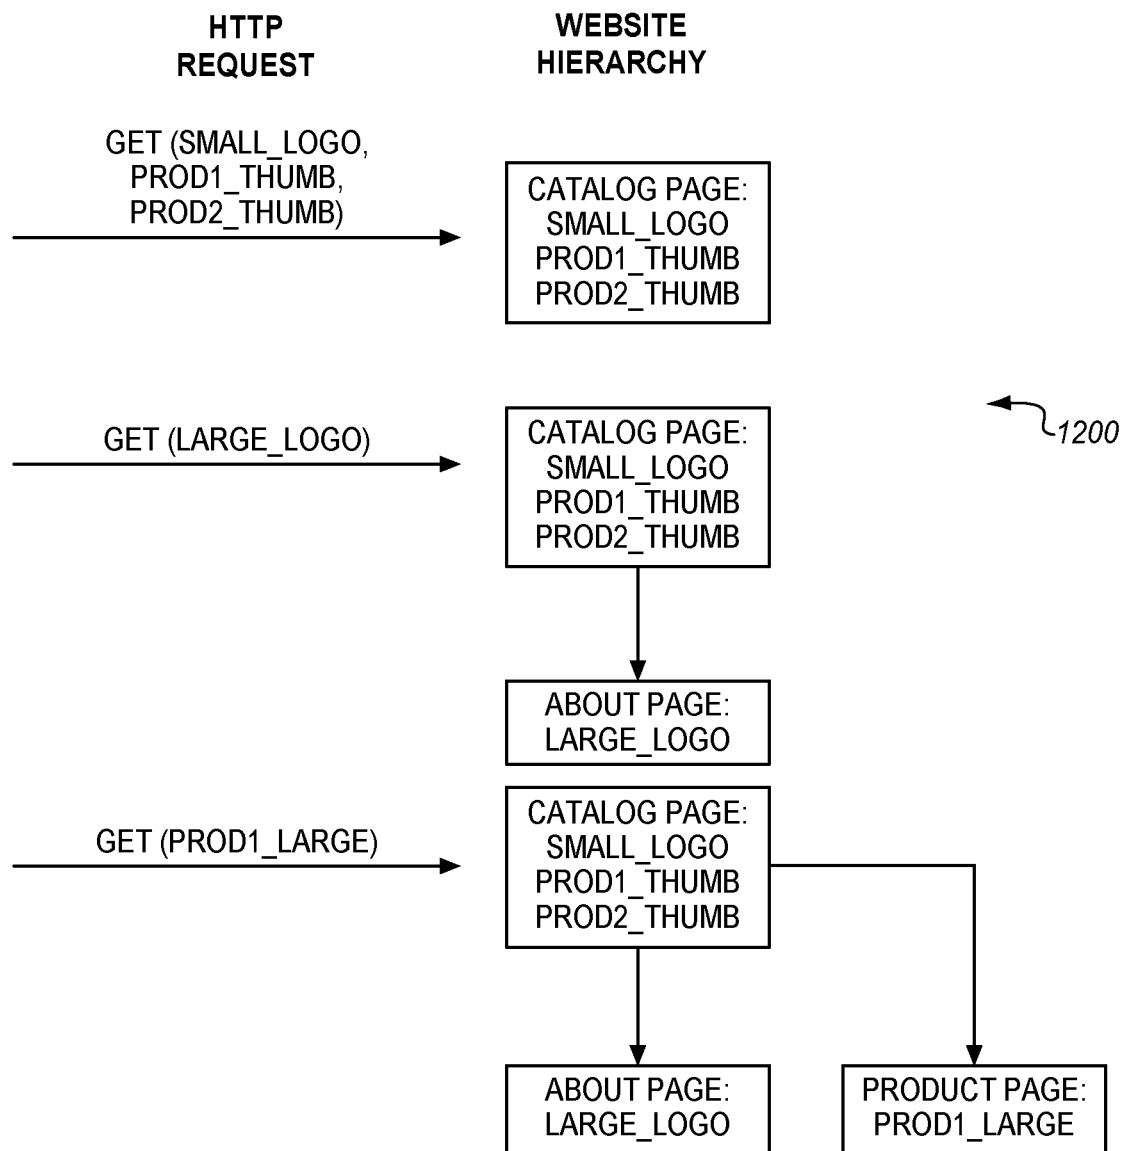 HTTP
REQUEST
WEBSITE
HIERARCHY
GET (SMALL_LOGO,
PROD1_THUMB,
PROD2_THUMB)
CATALOG PAGE:
SMALL_LOGO
PROD1_THUMB
PROD2_THUMB
1200
GET (LARGE_LOGO)
CATALOG PAGE:
SMALL_LOGO
PROD1_THUMB
PROD2_THUMB
ABOUT PAGE:
LARGE_LOGO
GET (PROD1_LARGE)
CATALOG PAGE:
SMALL_LOGO
PROD1_THUMB
PROD2_THUMB
ABOUT PAGE:
LARGE_LOGO
PRODUCT PAGE:
PROD1_LARGE